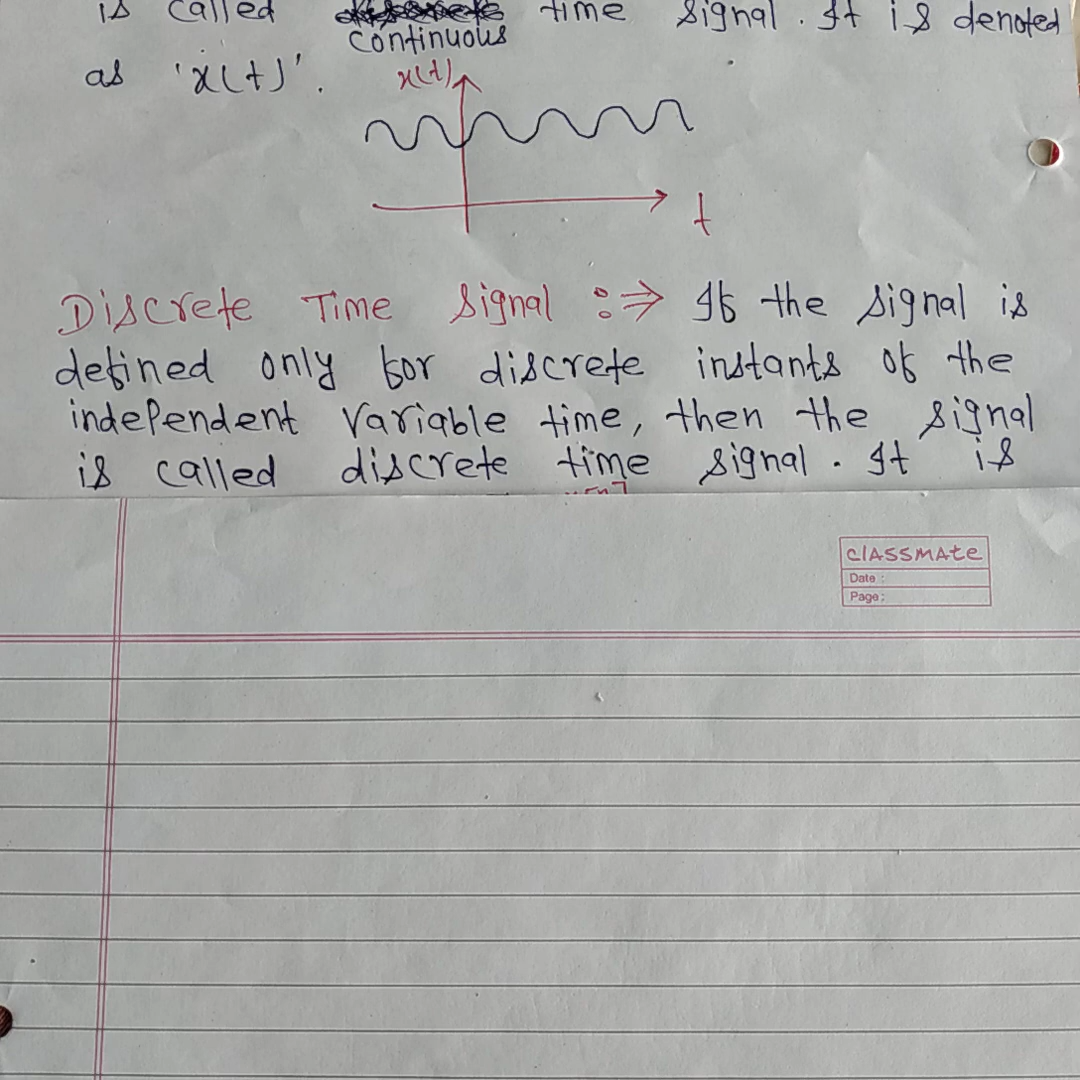 is called continuous time signal. It is denoted
as 'x(t)'.
x(t)
t
Discrete Time Signal :⇒ If the signal is
defined only for discrete instants of the
independent variable time, then the signal
is called discrete time signal. It is
classmate
Date :
Page :